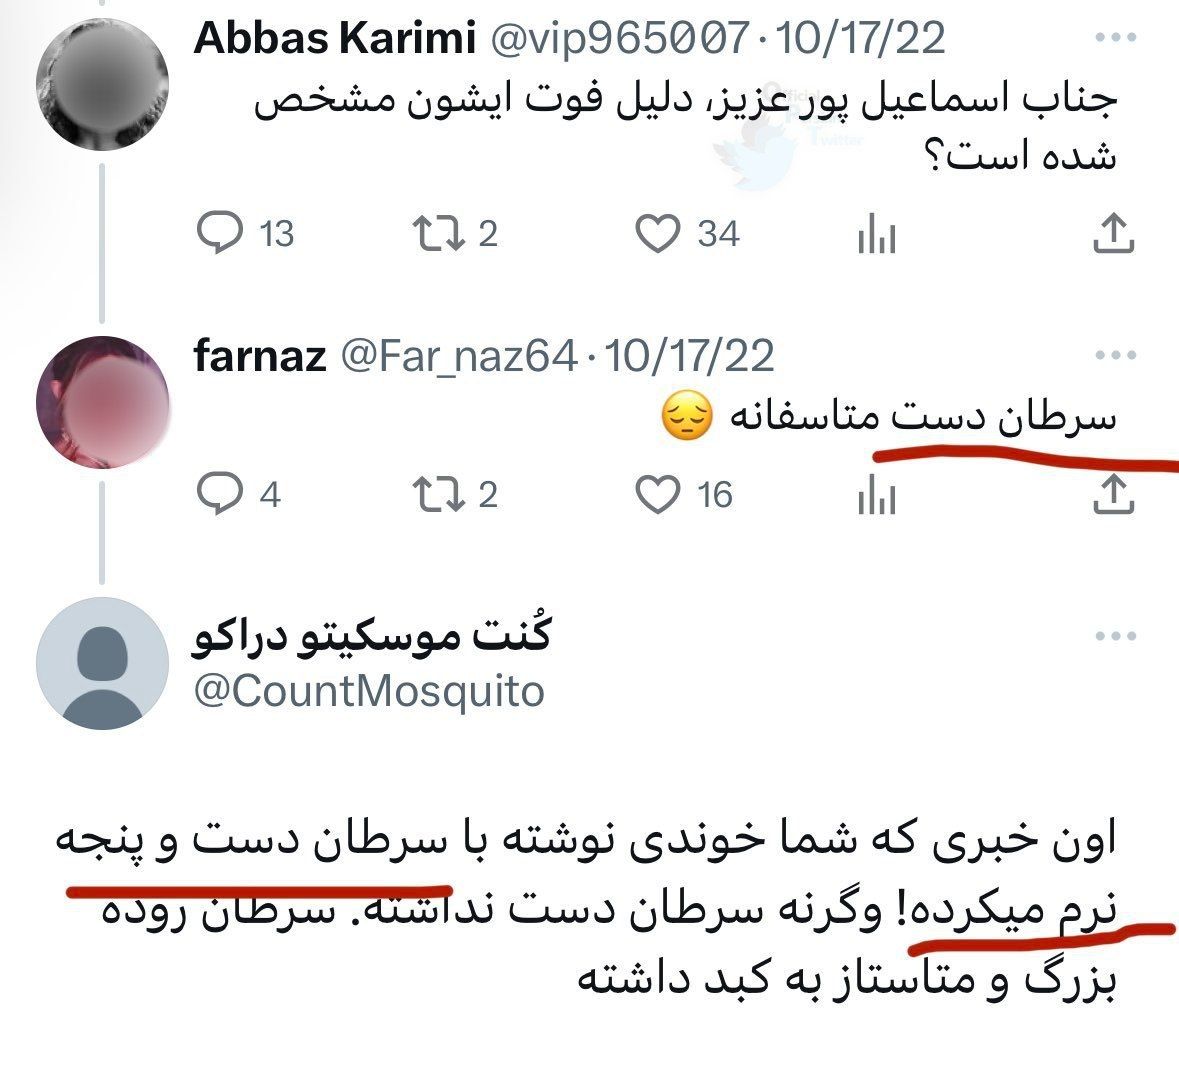 Abbas Karimi @vip965007 · 10/17/22
جناب اسماعیل پور عزیز، دلیل فوت ایشون مشخص
شده است؟
Official
Twitter
13 2 34
farnaz @Far_naz64 · 10/17/22
سرطان دست متاسفانه 😔
4 2 16
کُنت موسکیتو دراکو
@CountMosquito
اون خبری که شما خوندی نوشته با سرطان دست و پنجه
نرم میکرده! وگرنه سرطان دست نداشته. سرطان روده
بزرگ و متاستاز به کبد داشته